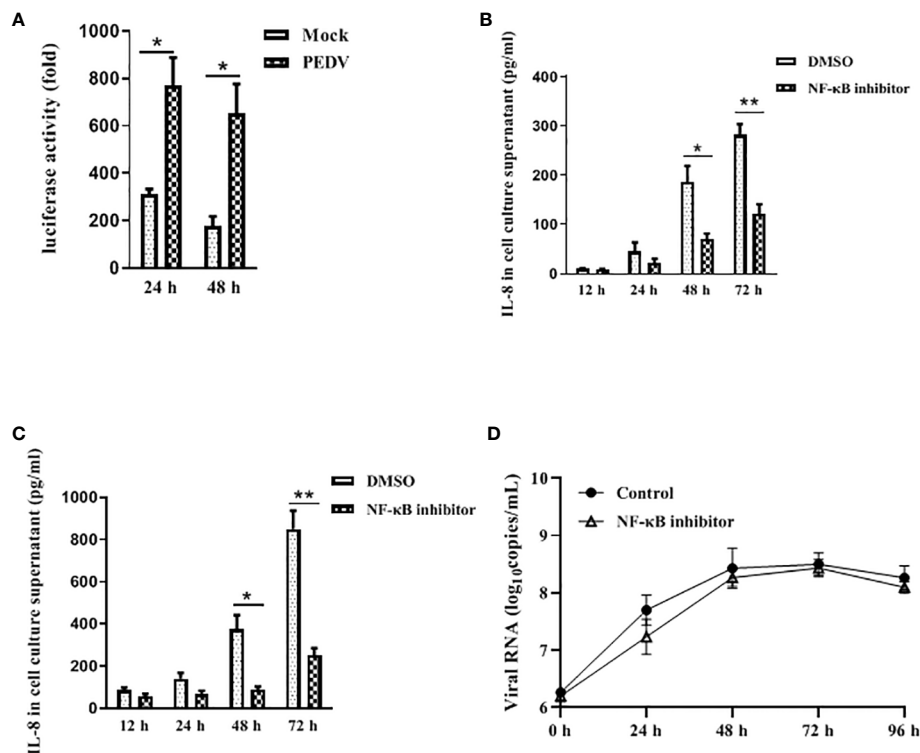 A
luciferase activity (fold)
1000
800
600
400
200
0
*
*
24 h
48 h
Mock
PEDV
B
IL-8 in cell culture supernatant (pg/ml)
400
300
200
100
0
*
**
12 h
24 h
48 h
72 h
DMSO
NF-κB inhibitor
C
IL-8 in cell culture supernatant (pg/ml)
1000
800
600
400
200
0
*
**
12 h
24 h
48 h
72 h
DMSO
NF-κB inhibitor
D
Viral RNA (log10copies/mL)
10
9
8
7
6
0 h
24 h
48 h
72 h
96 h
Control
NF-κB inhibitor